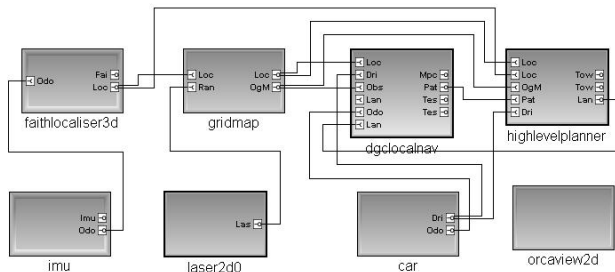 Odo Fai
Loc
faithlocaliser3d
Loc Loc
Ran OgM
gridmap
Loc
Dri Mpc
Obs Pat
Lan Tes
Odo Tes
Lan
dgclocalnav
Loc
Loc Tow
OgM Tow
Pat Lan
Dri
highlevelplanner
Imu
Odo
imu
Las
laser2d0
Dri
Odo
car
orcaview2d